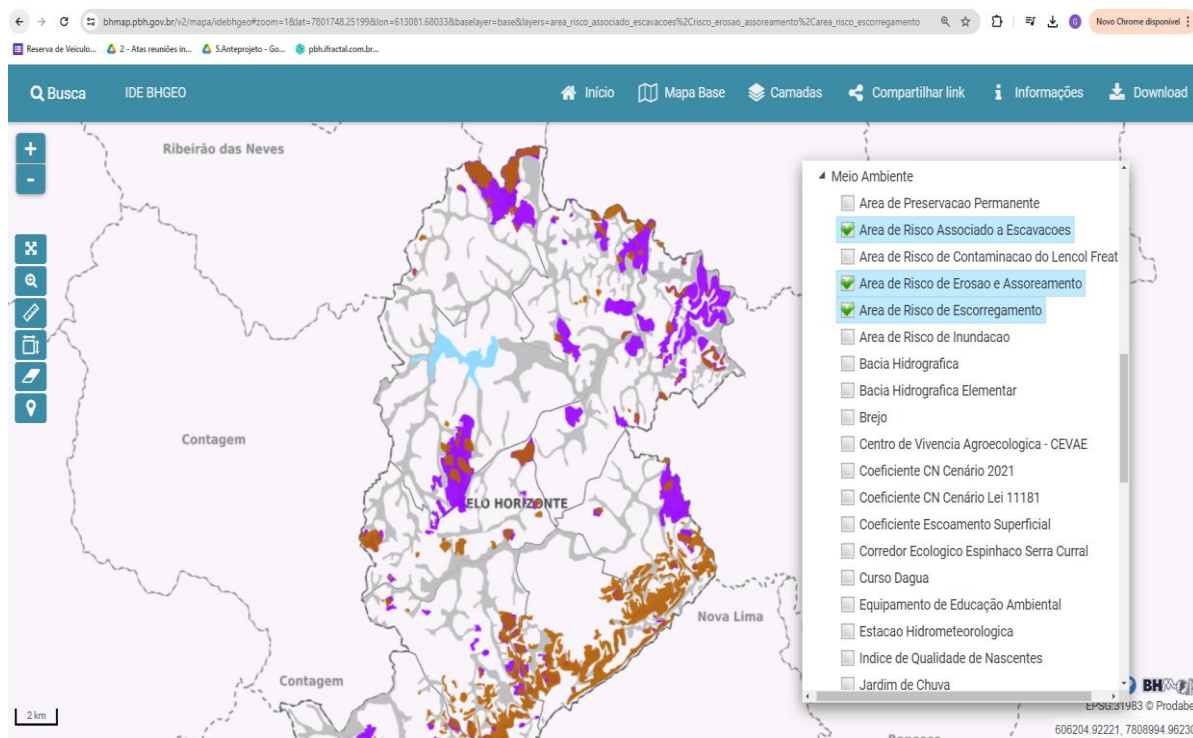 bhmap.pbh.gov.br/v2/mapa/idebhgeo#zoom=1&lat=7801748.25199&lon=613081.68033&baselayer=base&layers=area_risco_associado_escavacoes%2Crisco_erosao_assoreamento%2Carea_risco_escorregamento
Novo Chrome disponível
G
Reserva de Veículo...
2 - Atas reuniões in...
5.Anteprojeto - Go...
pbh.ifractal.com.br...
Busca
IDE BHGEO
Início
Mapa Base
Camadas
Compartilhar link
Informações
Download
+
-
Ribeirão das Neves
Contagem
ELO HORIZONTE
Nova Lima
Contagem
2 km
Meio Ambiente
Area de Preservacao Permanente
Area de Risco Associado a Escavacoes
Area de Risco de Contaminacao do Lencol Freat
Area de Risco de Erosao e Assoreamento
Area de Risco de Escorregamento
Area de Risco de Inundacao
Bacia Hidrografica
Bacia Hidrografica Elementar
Brejo
Centro de Vivencia Agroecologica - CEVAE
Coeficiente CN Cenário 2021
Coeficiente CN Cenário Lei 11181
Coeficiente Escoamento Superficial
Corredor Ecologico Espinhaco Serra Curral
Curso Dagua
Equipamento de Educação Ambiental
Estacao Hidrometeorologica
Indice de Qualidade de Nascentes
Jardim de Chuva
EPSG:31983 © Prodabe
606204.92221, 7808994.96230